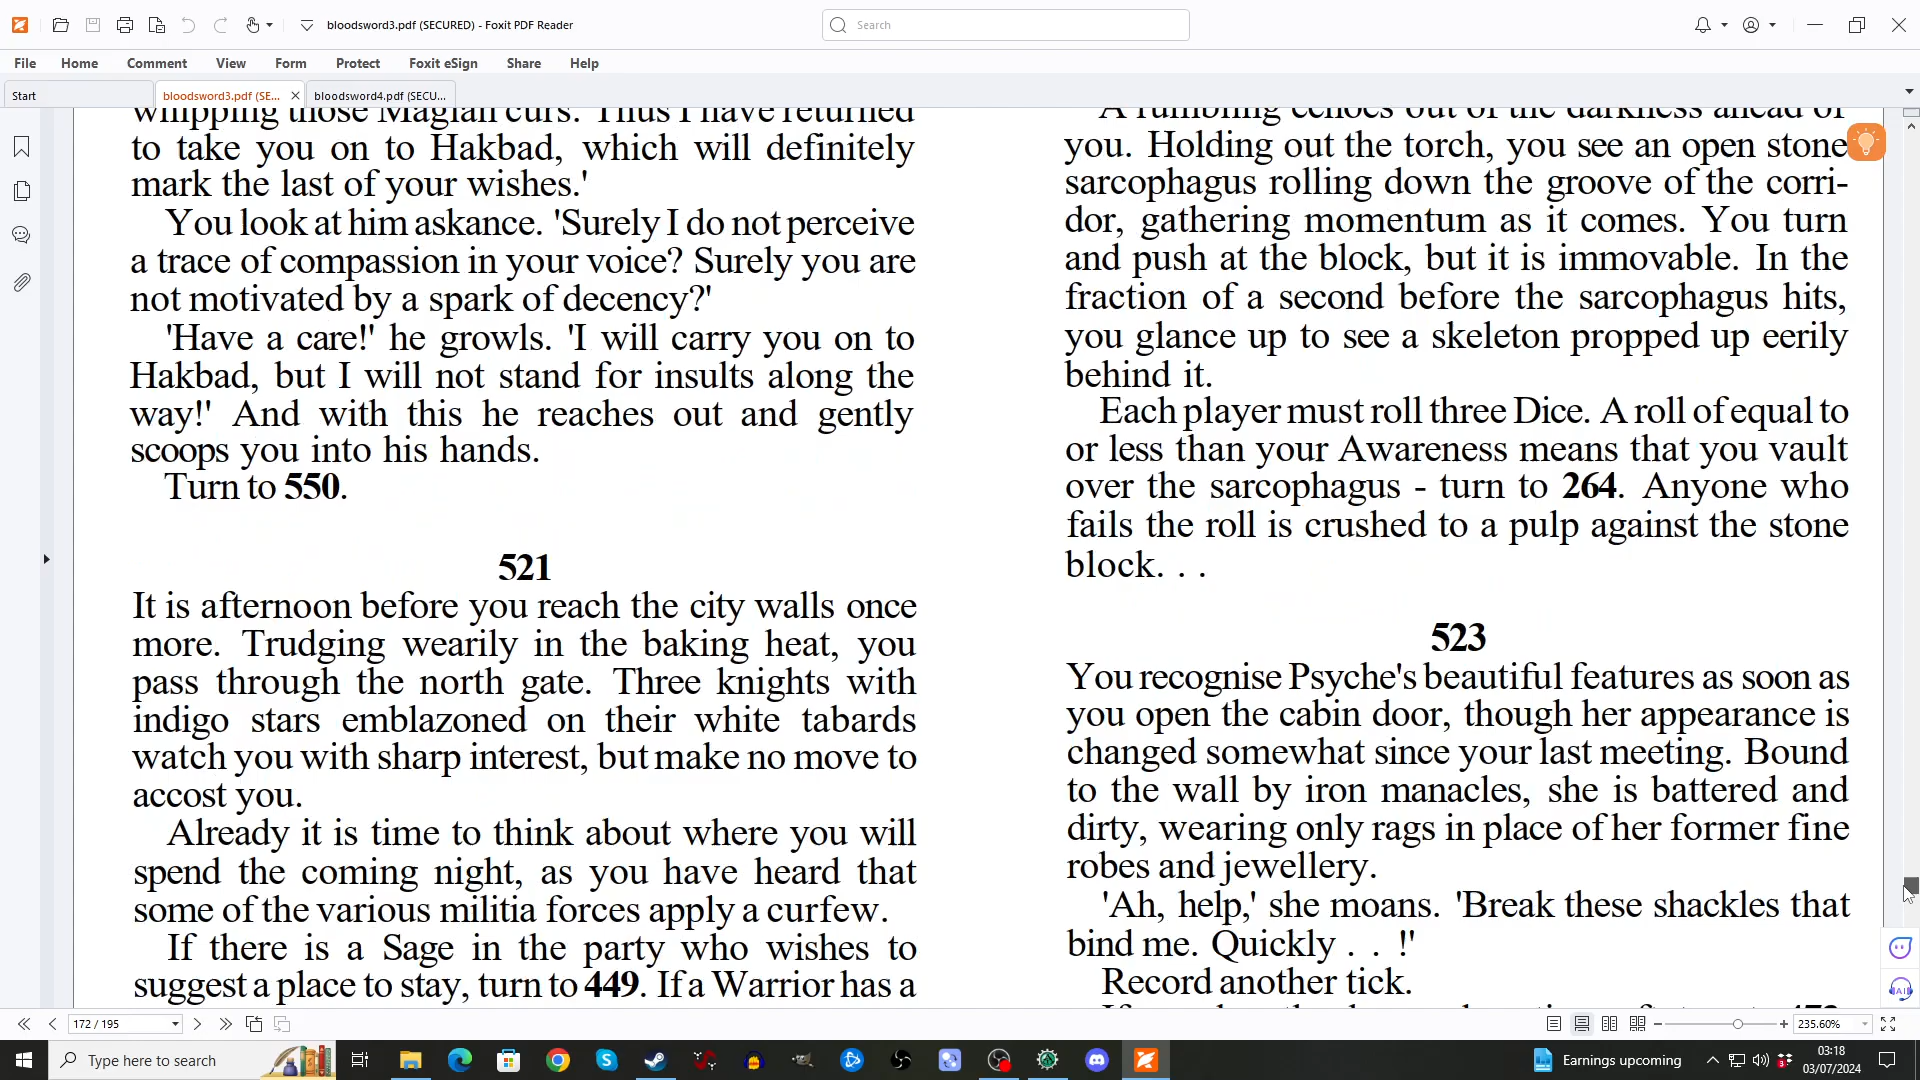 bloodsword3.pdf (SECURED) - Foxit PDF Reader
Search
File Home Comment View Form Protect Foxit eSign Share Help
Start
bloodsword3.pdf (SE...
bloodsword4.pdf (SECU...
whipping those Magian curs. Thus I have returned
to take you on to Hakbad, which will definitely
mark the last of your wishes.'
You look at him askance. 'Surely I do not perceive
a trace of compassion in your voice? Surely you are
not motivated by a spark of decency?'
'Have a care!' he growls. 'I will carry you on to
Hakbad, but I will not stand for insults along the
way!' And with this he reaches out and gently
scoops you into his hands.
Turn to 550.
521
It is afternoon before you reach the city walls once
more. Trudging wearily in the baking heat, you
pass through the north gate. Three knights with
indigo stars emblazoned on their white tabards
watch you with sharp interest, but make no move to
accost you.
Already it is time to think about where you will
spend the coming night, as you have heard that
some of the various militia forces apply a curfew.
If there is a Sage in the party who wishes to
suggest a place to stay, turn to 449. If a Warrior has a
A rumbling echoes out of the darkness ahead of
you. Holding out the torch, you see an open stone
sarcophagus rolling down the groove of the corri-
dor, gathering momentum as it comes. You turn
and push at the block, but it is immovable. In the
fraction of a second before the sarcophagus hits,
you glance up to see a skeleton propped up eerily
behind it.
Each player must roll three Dice. A roll of equal to
or less than your Awareness means that you vault
over the sarcophagus - turn to 264. Anyone who
fails the roll is crushed to a pulp against the stone
block. . .
523
You recognise Psyche's beautiful features as soon as
you open the cabin door, though her appearance is
changed somewhat since your last meeting. Bound
to the wall by iron manacles, she is battered and
dirty, wearing only rags in place of her former fine
robes and jewellery.
'Ah, help,' she moans. 'Break these shackles that
bind me. Quickly . . !'
Record another tick.
172 / 195
235.60%
Type here to search
Earnings upcoming
03:18
03/07/2024